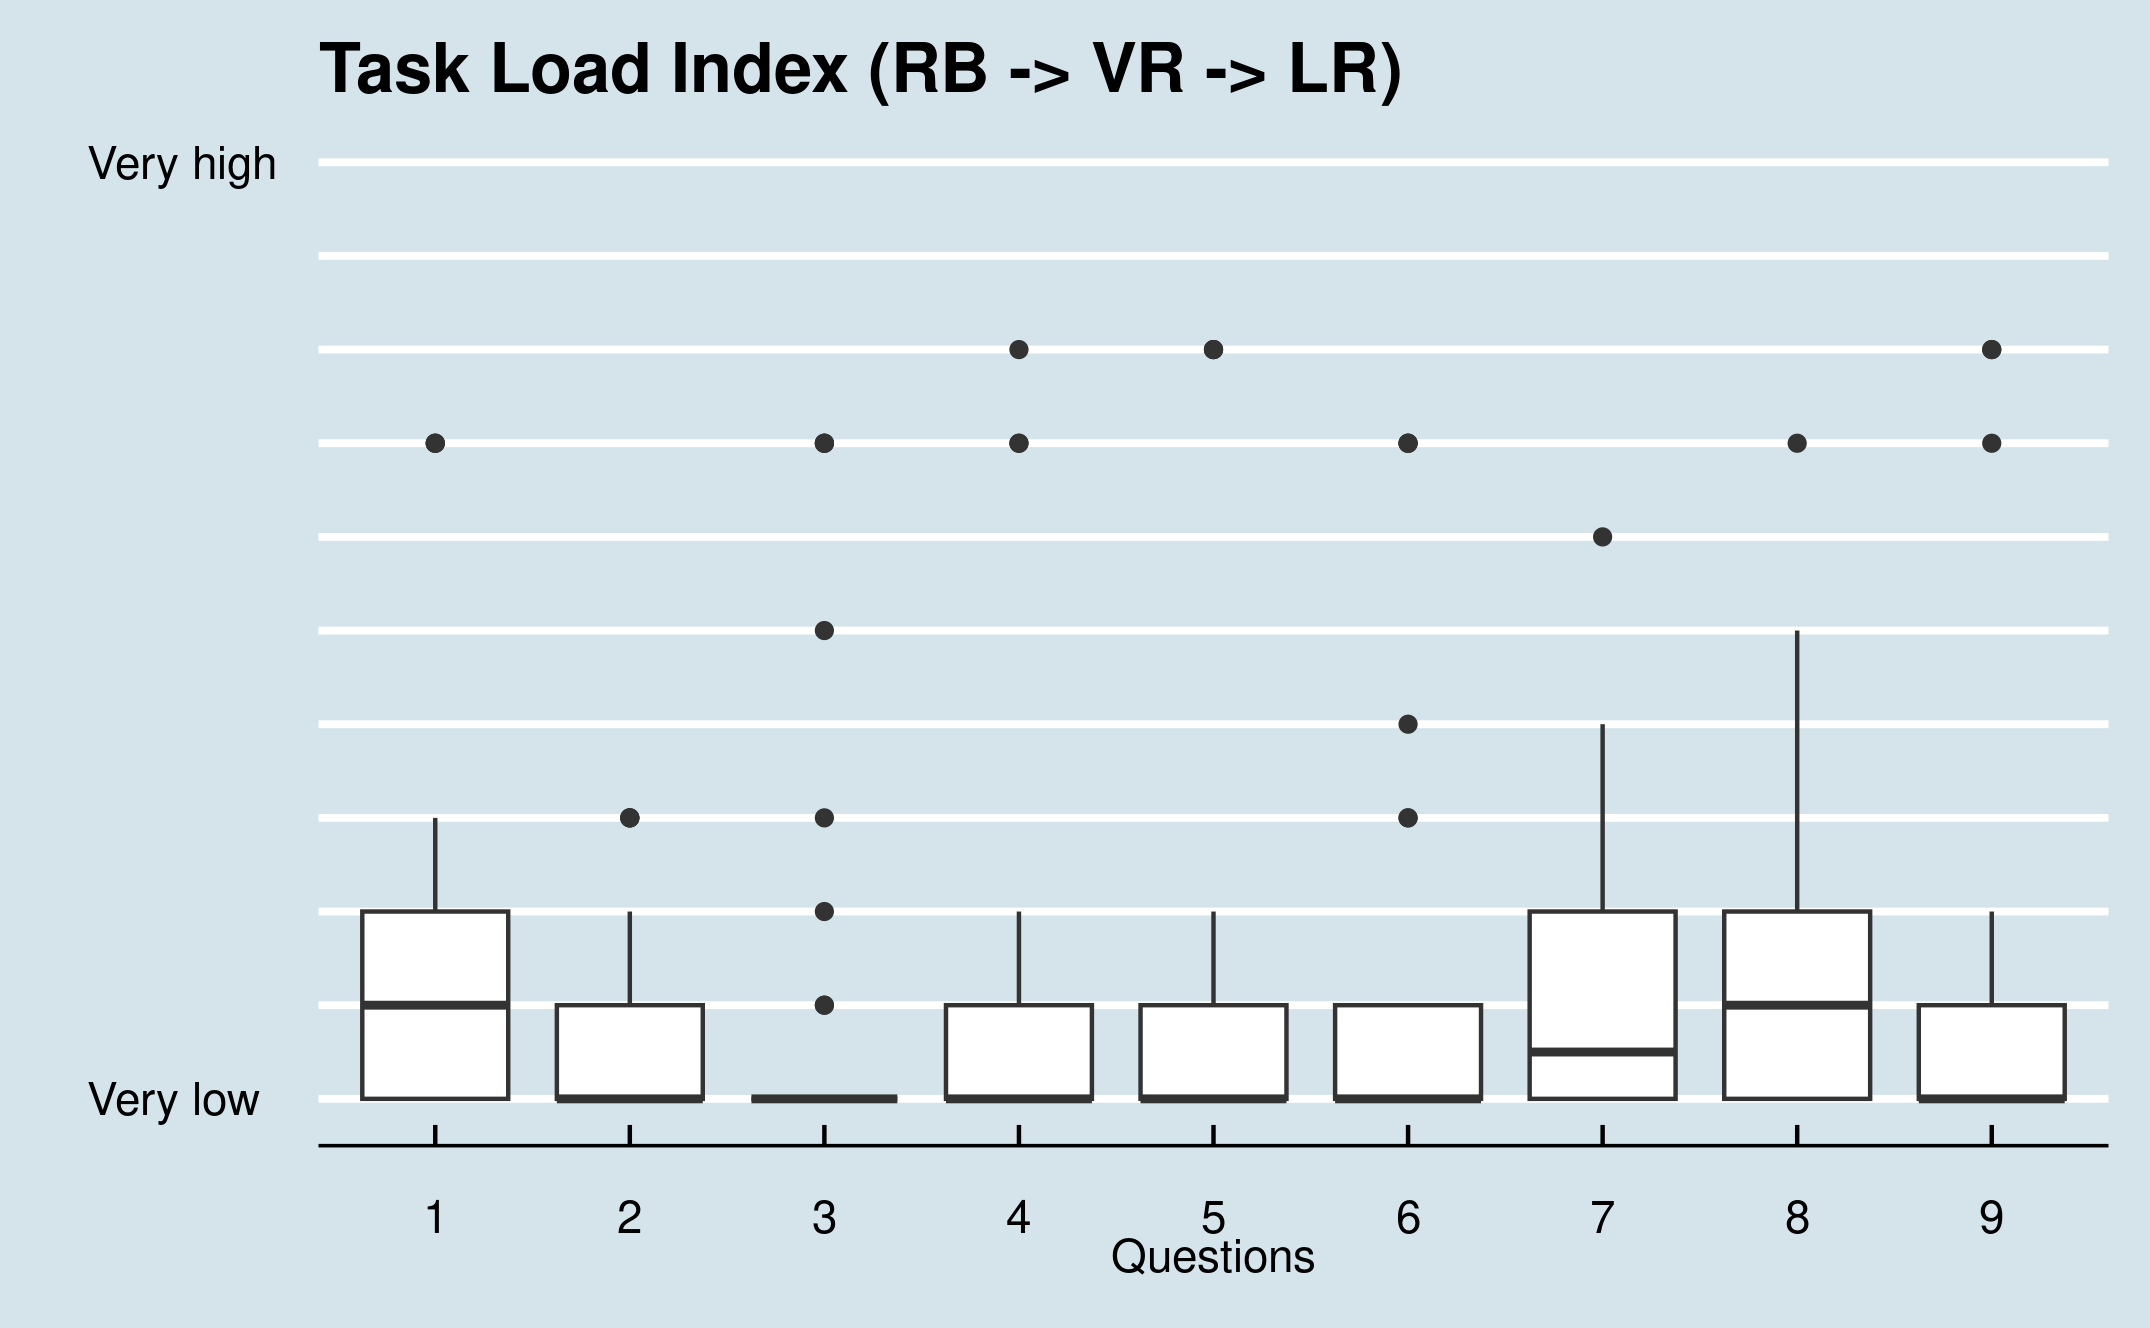 Task Load Index (RB -> VR -> LR)
Very high
Very low
1 2 3 4 5 6 7 8 9
Questions